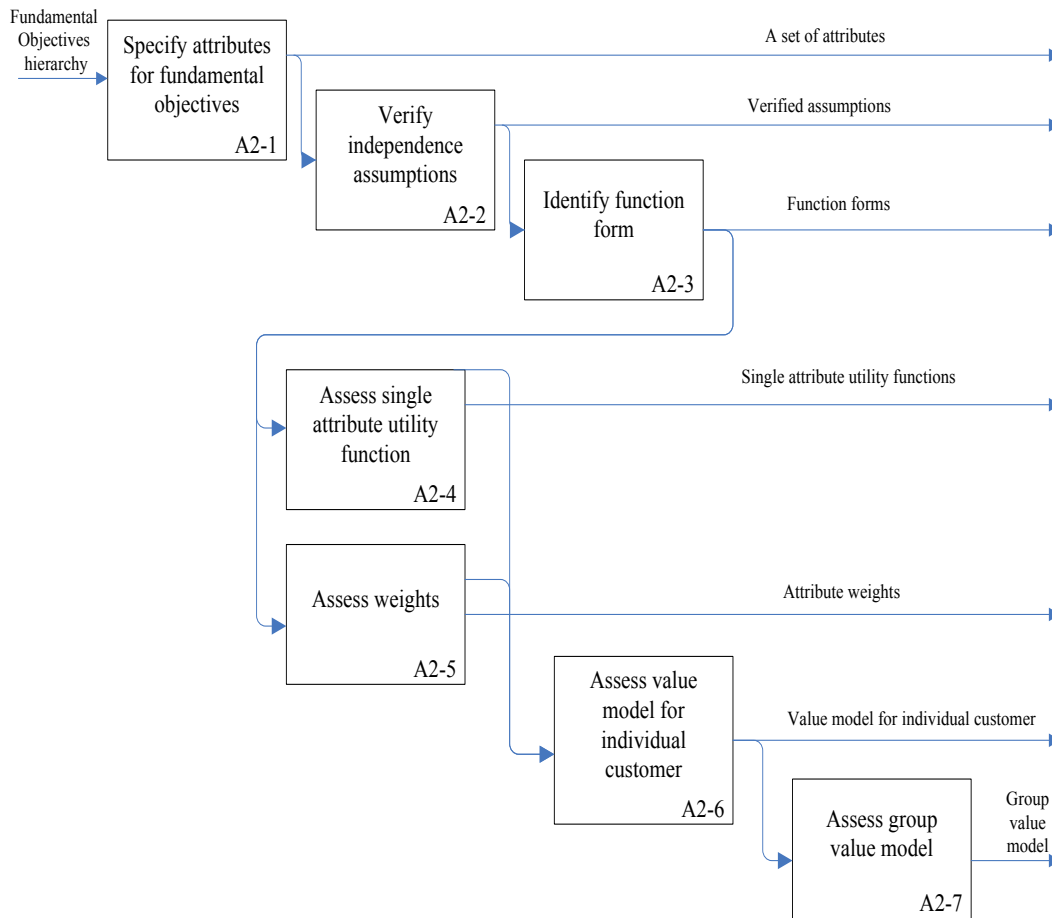 Fundamental
Objectives
hierarchy
Specify attributes
for fundamental
objectives
A2-1
A set of attributes
Verify
independence
assumptions
A2-2
Verified assumptions
Identify function
form
A2-3
Function forms
Assess single
attribute utility
function
A2-4
Single attribute utility functions
Assess weights
A2-5
Attribute weights
Assess value
model for
individual
customer
A2-6
Value model for individual customer
Assess group
value model
A2-7
Group
value
model